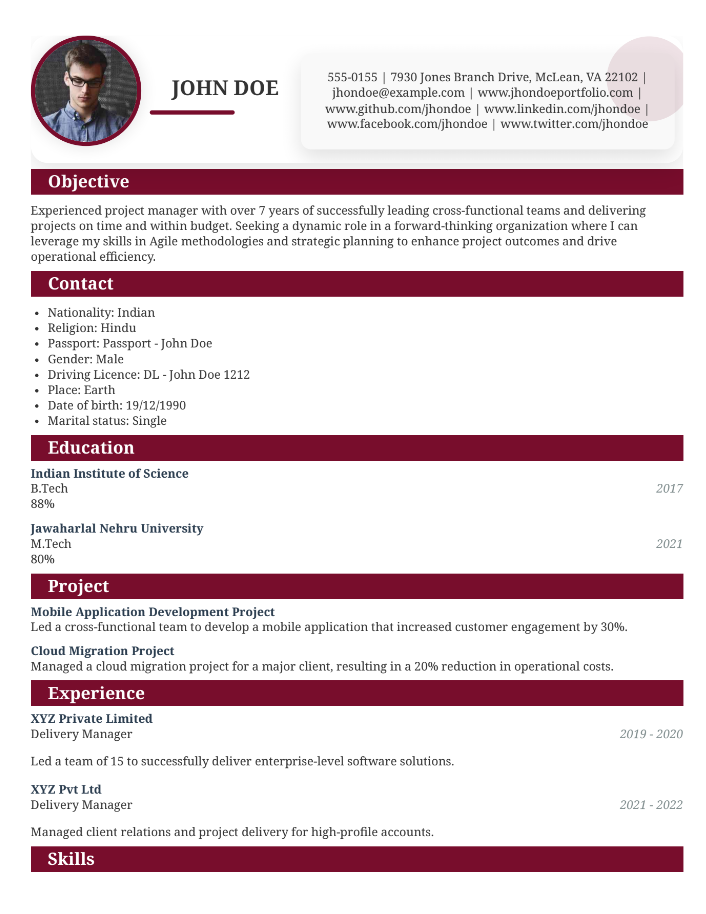 JOHN DOE
555-0155 | 7930 Jones Branch Drive, McLean, VA 22102 |
jhondoe@example.com | www.jhondoeportfolio.com |
www.github.com/jhondoe | www.linkedin.com/jhondoe |
www.facebook.com/jhondoe | www.twitter.com/jhondoe
Objective
Experienced project manager with over 7 years of successfully leading cross-functional teams and delivering
projects on time and within budget. Seeking a dynamic role in a forward-thinking organization where I can
leverage my skills in Agile methodologies and strategic planning to enhance project outcomes and drive
operational efficiency.
Contact
• Nationality: Indian
• Religion: Hindu
• Passport: Passport - John Doe
• Gender: Male
• Driving Licence: DL - John Doe 1212
• Place: Earth
• Date of birth: 19/12/1990
• Marital status: Single
Education
Indian Institute of Science
B.Tech 2017
88%
Jawaharlal Nehru University
M.Tech 2021
80%
Project
Mobile Application Development Project
Led a cross-functional team to develop a mobile application that increased customer engagement by 30%.
Cloud Migration Project
Managed a cloud migration project for a major client, resulting in a 20% reduction in operational costs.
Experience
XYZ Private Limited
Delivery Manager 2019 - 2020
Led a team of 15 to successfully deliver enterprise-level software solutions.
XYZ Pvt Ltd
Delivery Manager 2021 - 2022
Managed client relations and project delivery for high-profile accounts.
Skills